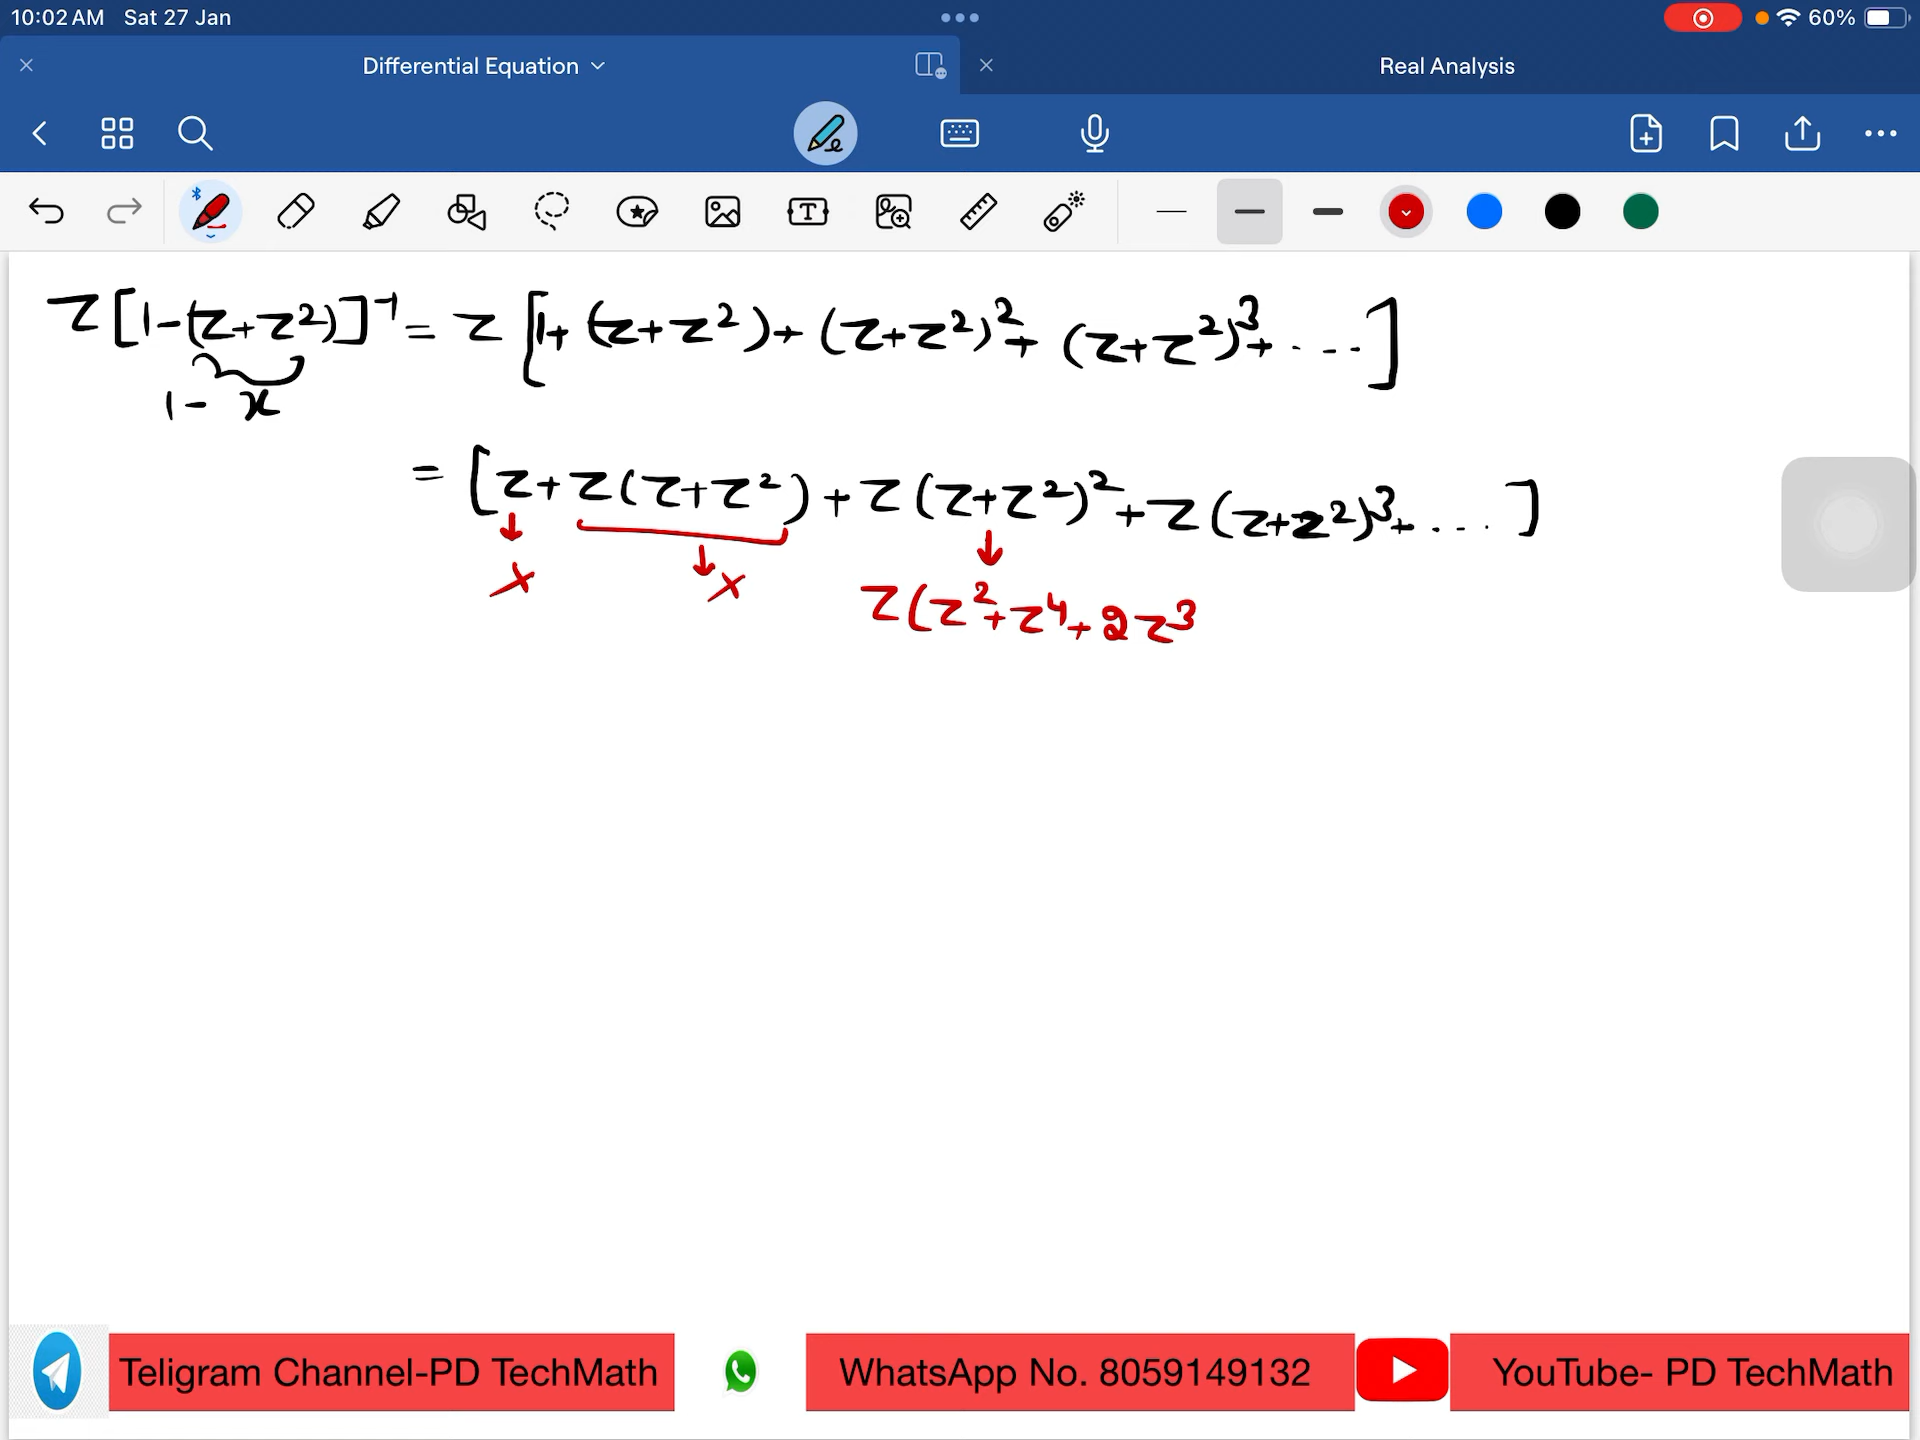 10:02 AM Sat 27 Jan 60%
Differential Equation Real Analysis
z[1-(z+z²)]⁻¹ = z[1+(z+z²)+(z+z²)²+(z+z²)³+----]
1-x
= [z+z(z+z²)+z(z+z²)²+z(z+z²)³+....]
x x
z(z²+z⁴+2z³
Teligram Channel-PD TechMath WhatsApp No. 8059149132 YouTube- PD TechMath